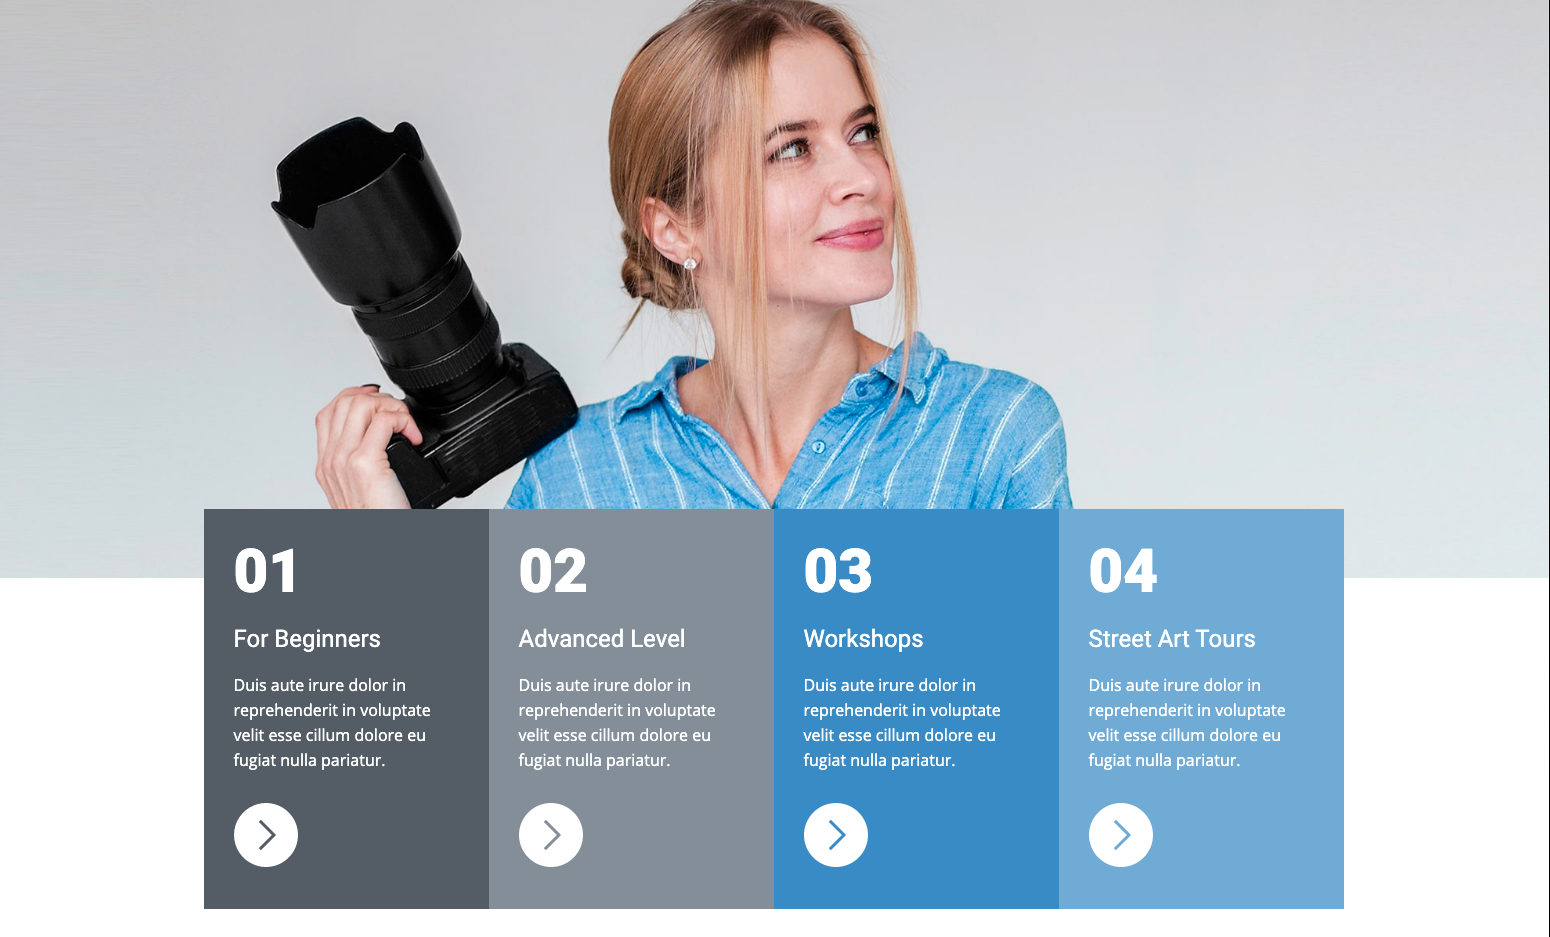 01
For Beginners
Duis aute irure dolor in
reprehenderit in voluptate
velit esse cillum dolore eu
fugiat nulla pariatur.
02
Advanced Level
Duis aute irure dolor in
reprehenderit in voluptate
velit esse cillum dolore eu
fugiat nulla pariatur.
03
Workshops
Duis aute irure dolor in
reprehenderit in voluptate
velit esse cillum dolore eu
fugiat nulla pariatur.
04
Street Art Tours
Duis aute irure dolor in
reprehenderit in voluptate
velit esse cillum dolore eu
fugiat nulla pariatur.